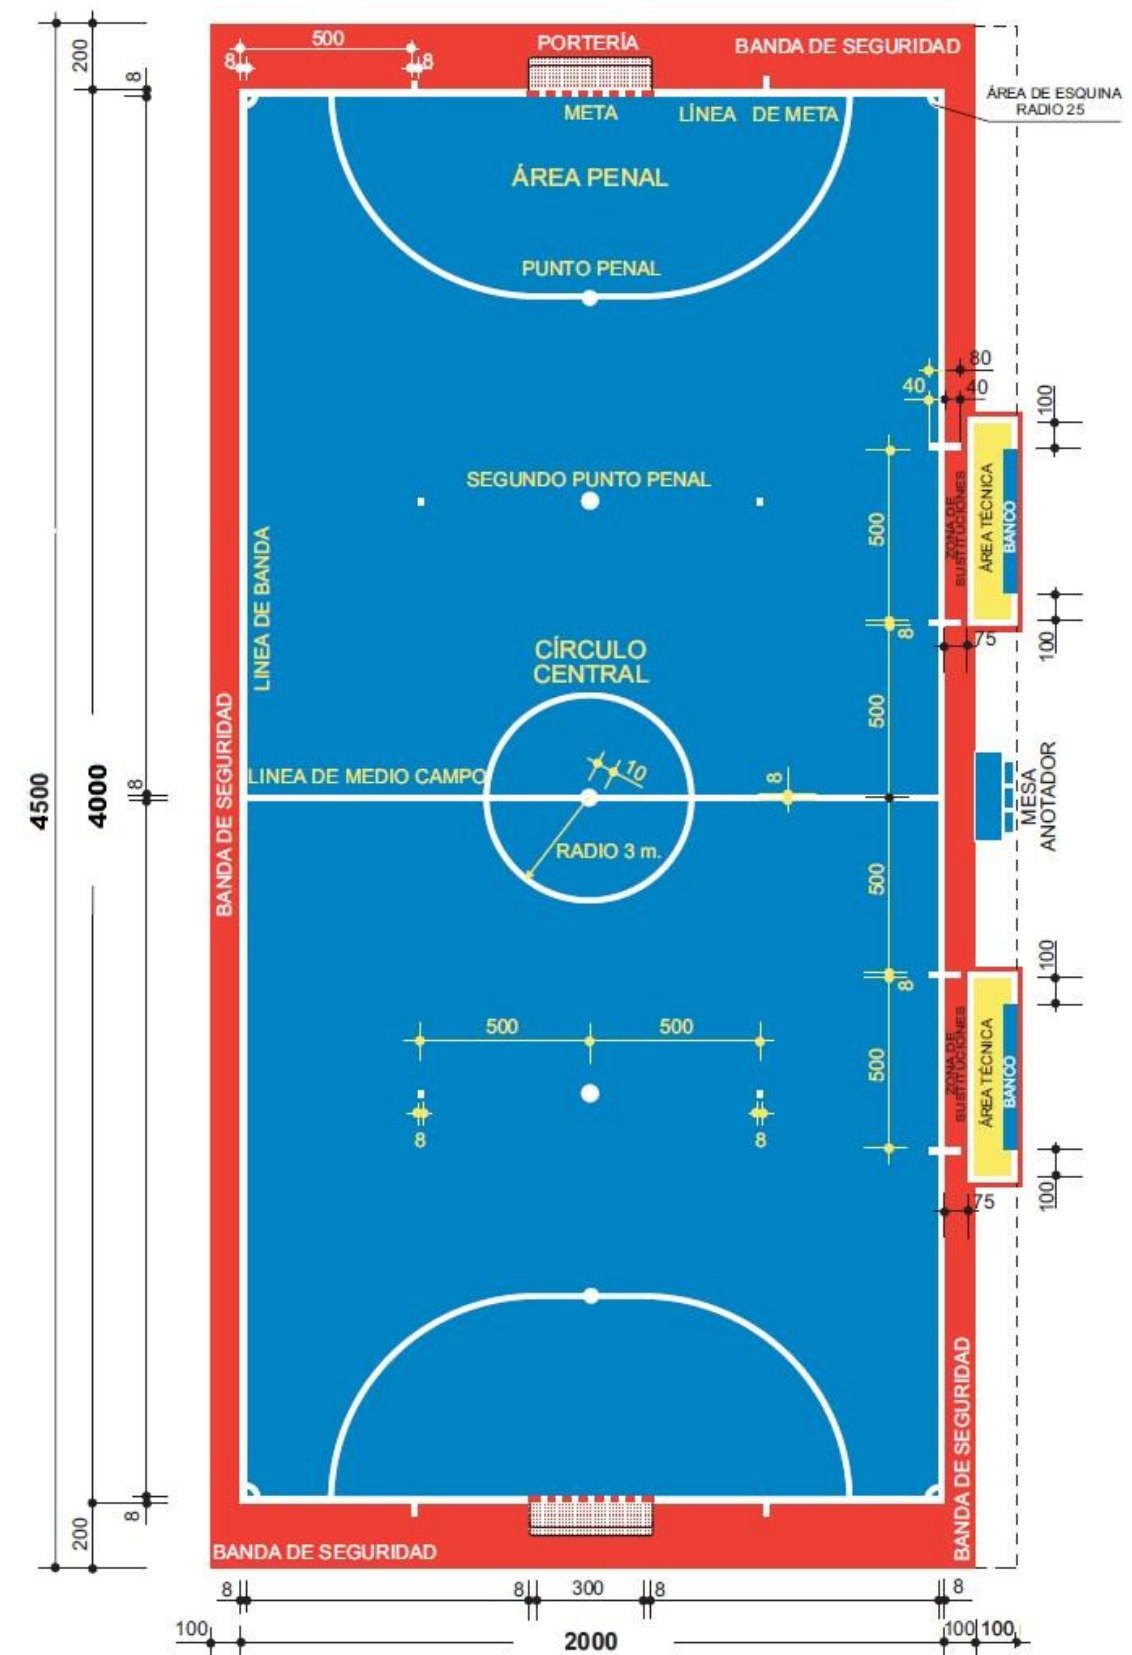 500
PORTERÍA
BANDA DE SEGURIDAD
200
8
8
8
ÁREA DE ESQUINA
RADIO 25
META
LÍNEA DE META
ÁREA PENAL
PUNTO PENAL
80
40
40
100
SEGUNDO PUNTO PENAL
500
ZONA DE
SUSTITUCIONES
ÁREA TÉCNICA
BANCO
LINEA DE BANDA
8
75
100
CÍRCULO
CENTRAL
500
BANDA DE SEGURIDAD
LINEA DE MEDIO CAMPO
10
8
4500
4000
8
MESA
ANOTADOR
RADIO 3 m.
500
100
8
500
500
500
ZONA DE
SUSTITUCIONES
ÁREA TÉCNICA
BANCO
8
8
100
75
BANDA DE SEGURIDAD
200
8
BANDA DE SEGURIDAD
8
8
300
8
8
100
2000
100
100